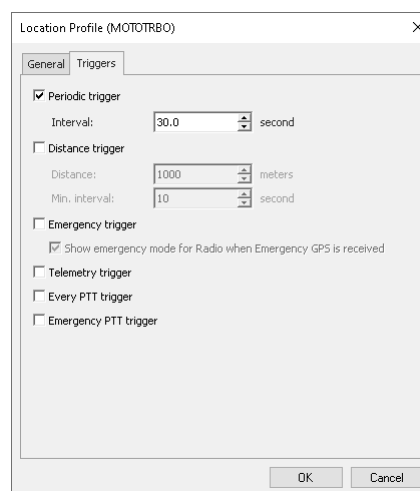 Location Profile (MOTOTRBO)
General Triggers
Periodic trigger
Interval: 30.0 second
Distance trigger
Distance: 1000 meters
Min. interval: 10 second
Emergency trigger
Show emergency mode for Radio when Emergency GPS is received
Telemetry trigger
Every PTT trigger
Emergency PTT trigger
OK Cancel